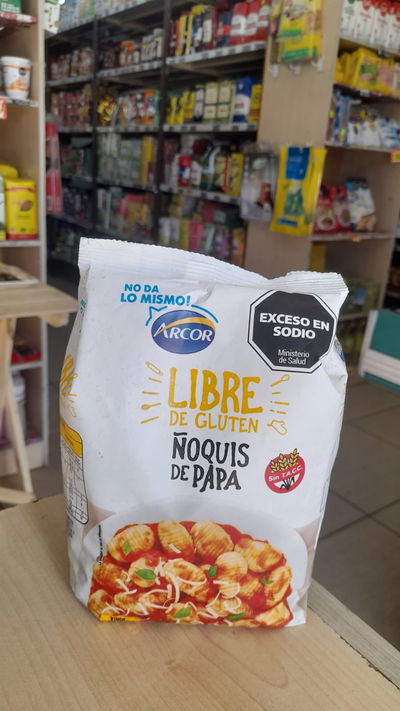 NO DA
LO MISMO!
ARCOR
EXCESO EN
SODIO
Ministerio
de Salud
LIBRE
DE GLUTEN
ÑOQUIS
DE PAPA
Sin T.A.C.C.